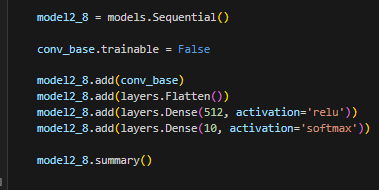 model2_8 = models.Sequential()
conv_base.trainable = False
model2_8.add(conv_base)
model2_8.add(layers.Flatten())
model2_8.add(layers.Dense(512, activation='relu'))
model2_8.add(layers.Dense(10, activation='softmax'))
model2_8.summary()